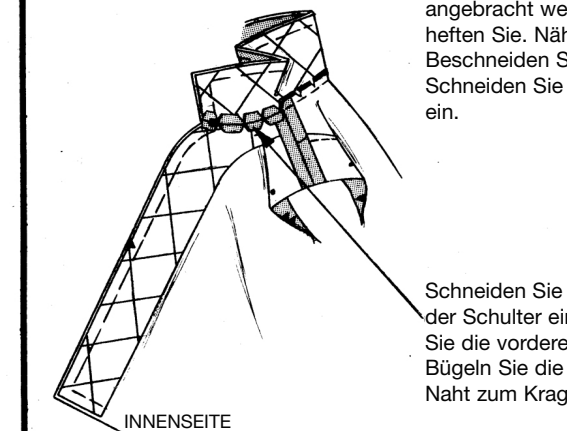 angebracht we
heften Sie. Näh
Beschneiden S
Schneiden Sie
ein.
Schneiden Sie
der Schulter ein
Sie die vordere
Bügeln Sie die
Naht zum Krag
INNENSEITE